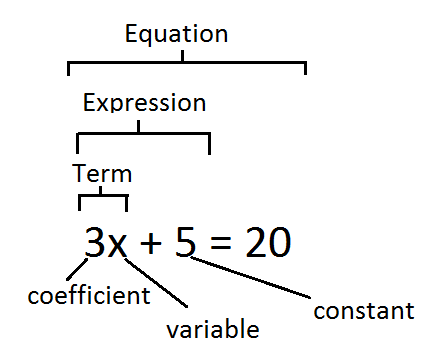 Equation
Expression
Term
3x + 5 = 20
coefficient
variable
constant